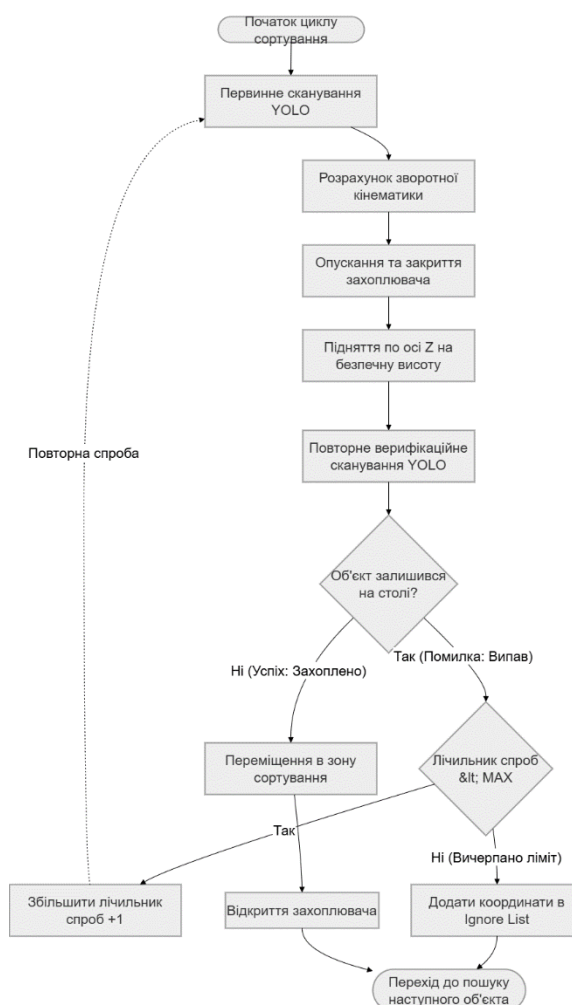 Початок циклу
сортування
Первинне сканування
YOLO
Розрахунок зворотної
кінематики
Опускання та закриття
захоплювача
Підняття по осі Z на
безпечну висоту
Повторна спроба
Повторне верифікаційне
сканування YOLO
Об'єкт залишився
на столі?
Ні (Успіх: Захоплено)
Так (Помилка: Випав)
Переміщення в зону
сортування
Лічильник спроб
&lt; MAX
Так
Ні (Вичерпано ліміт)
Збільшити лічильник
спроб +1
Відкриття захоплювача
Додати координати в
Ignore List
Перехід до пошуку
наступного об'єкта